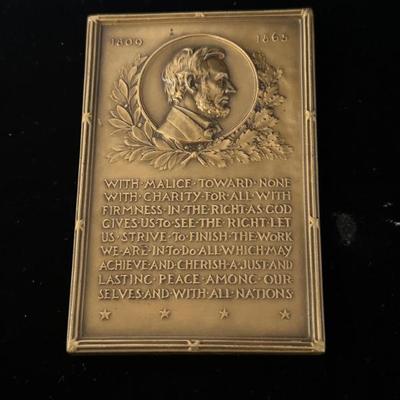 1809 1865
WITH·MALICE·TOWARD·NONE
WITH·CHARITY·FOR·ALL·WITH
FIRMNESS·IN·THE·RIGHT·AS·GOD
GIVES·US·TO·SEE·THE·RIGHT·LET
US·STRIVE·TO·FINISH·THE·WORK
WE·ARE·IN·TO·DO·ALL·WHICH·MAY
ACHIEVE·AND·CHERISH·A·JUST·AND
LASTING·PEACE·AMONG·OUR
SELVES·AND·WITH·ALL·NATIONS